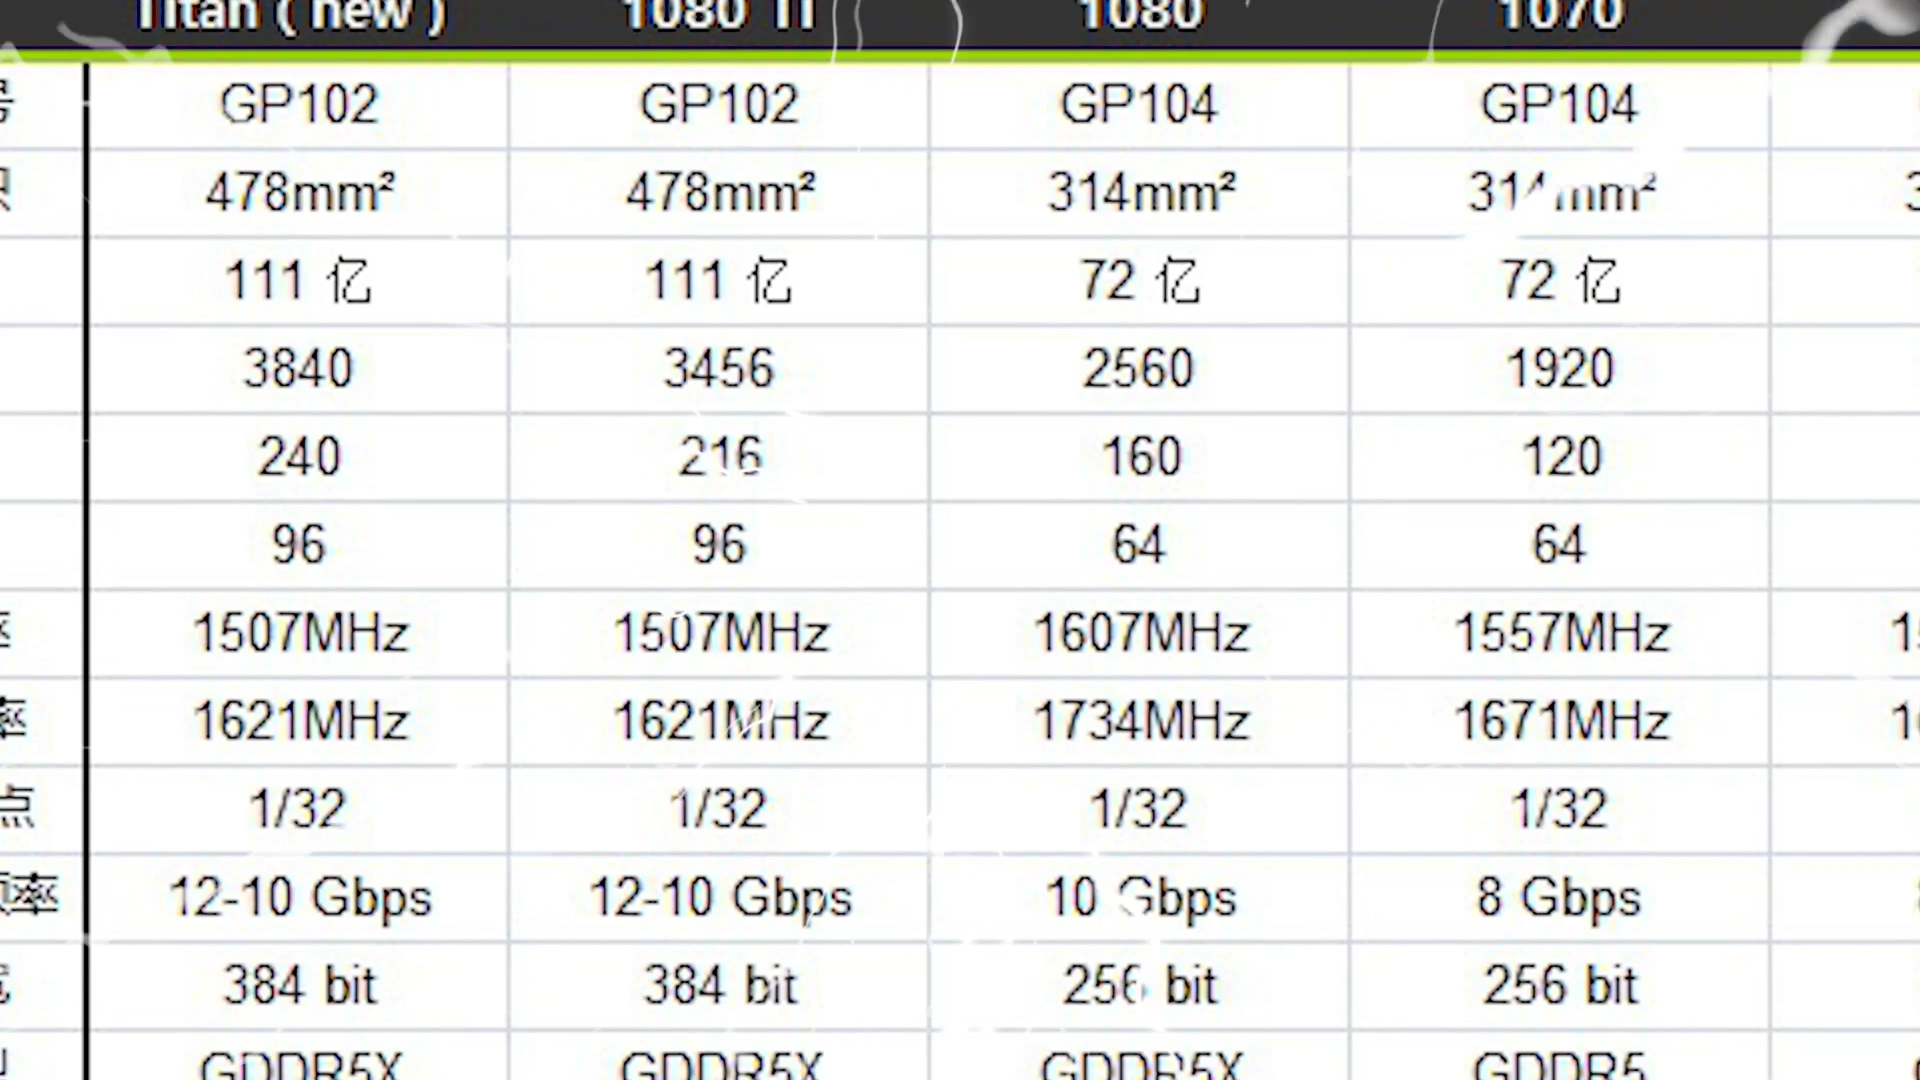 Titan ( new ) 1080 Ti 1080 1070
号 GP102 GP102 GP104 GP104
478mm² 478mm² 314mm² 314mm²
111 亿 111 亿 72 亿 72 亿
3840 3456 2560 1920
240 216 160 120
96 96 64 64
率 1507MHz 1507MHz 1607MHz 1557MHz
率 1621MHz 1621MHz 1734MHz 1671MHz
点 1/32 1/32 1/32 1/32
频率 12-10 Gbps 12-10 Gbps 10 Gbps 8 Gbps
宽 384 bit 384 bit 256 bit 256 bit
GDDR5X GDDR5X GDDR5X GDDR5